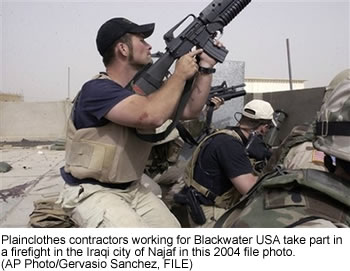 Plainclothes contractors working for Blackwater USA take part in
a firefight in the Iraqi city of Najaf in this 2004 file photo.
(AP Photo/Gervasio Sanchez, FILE)